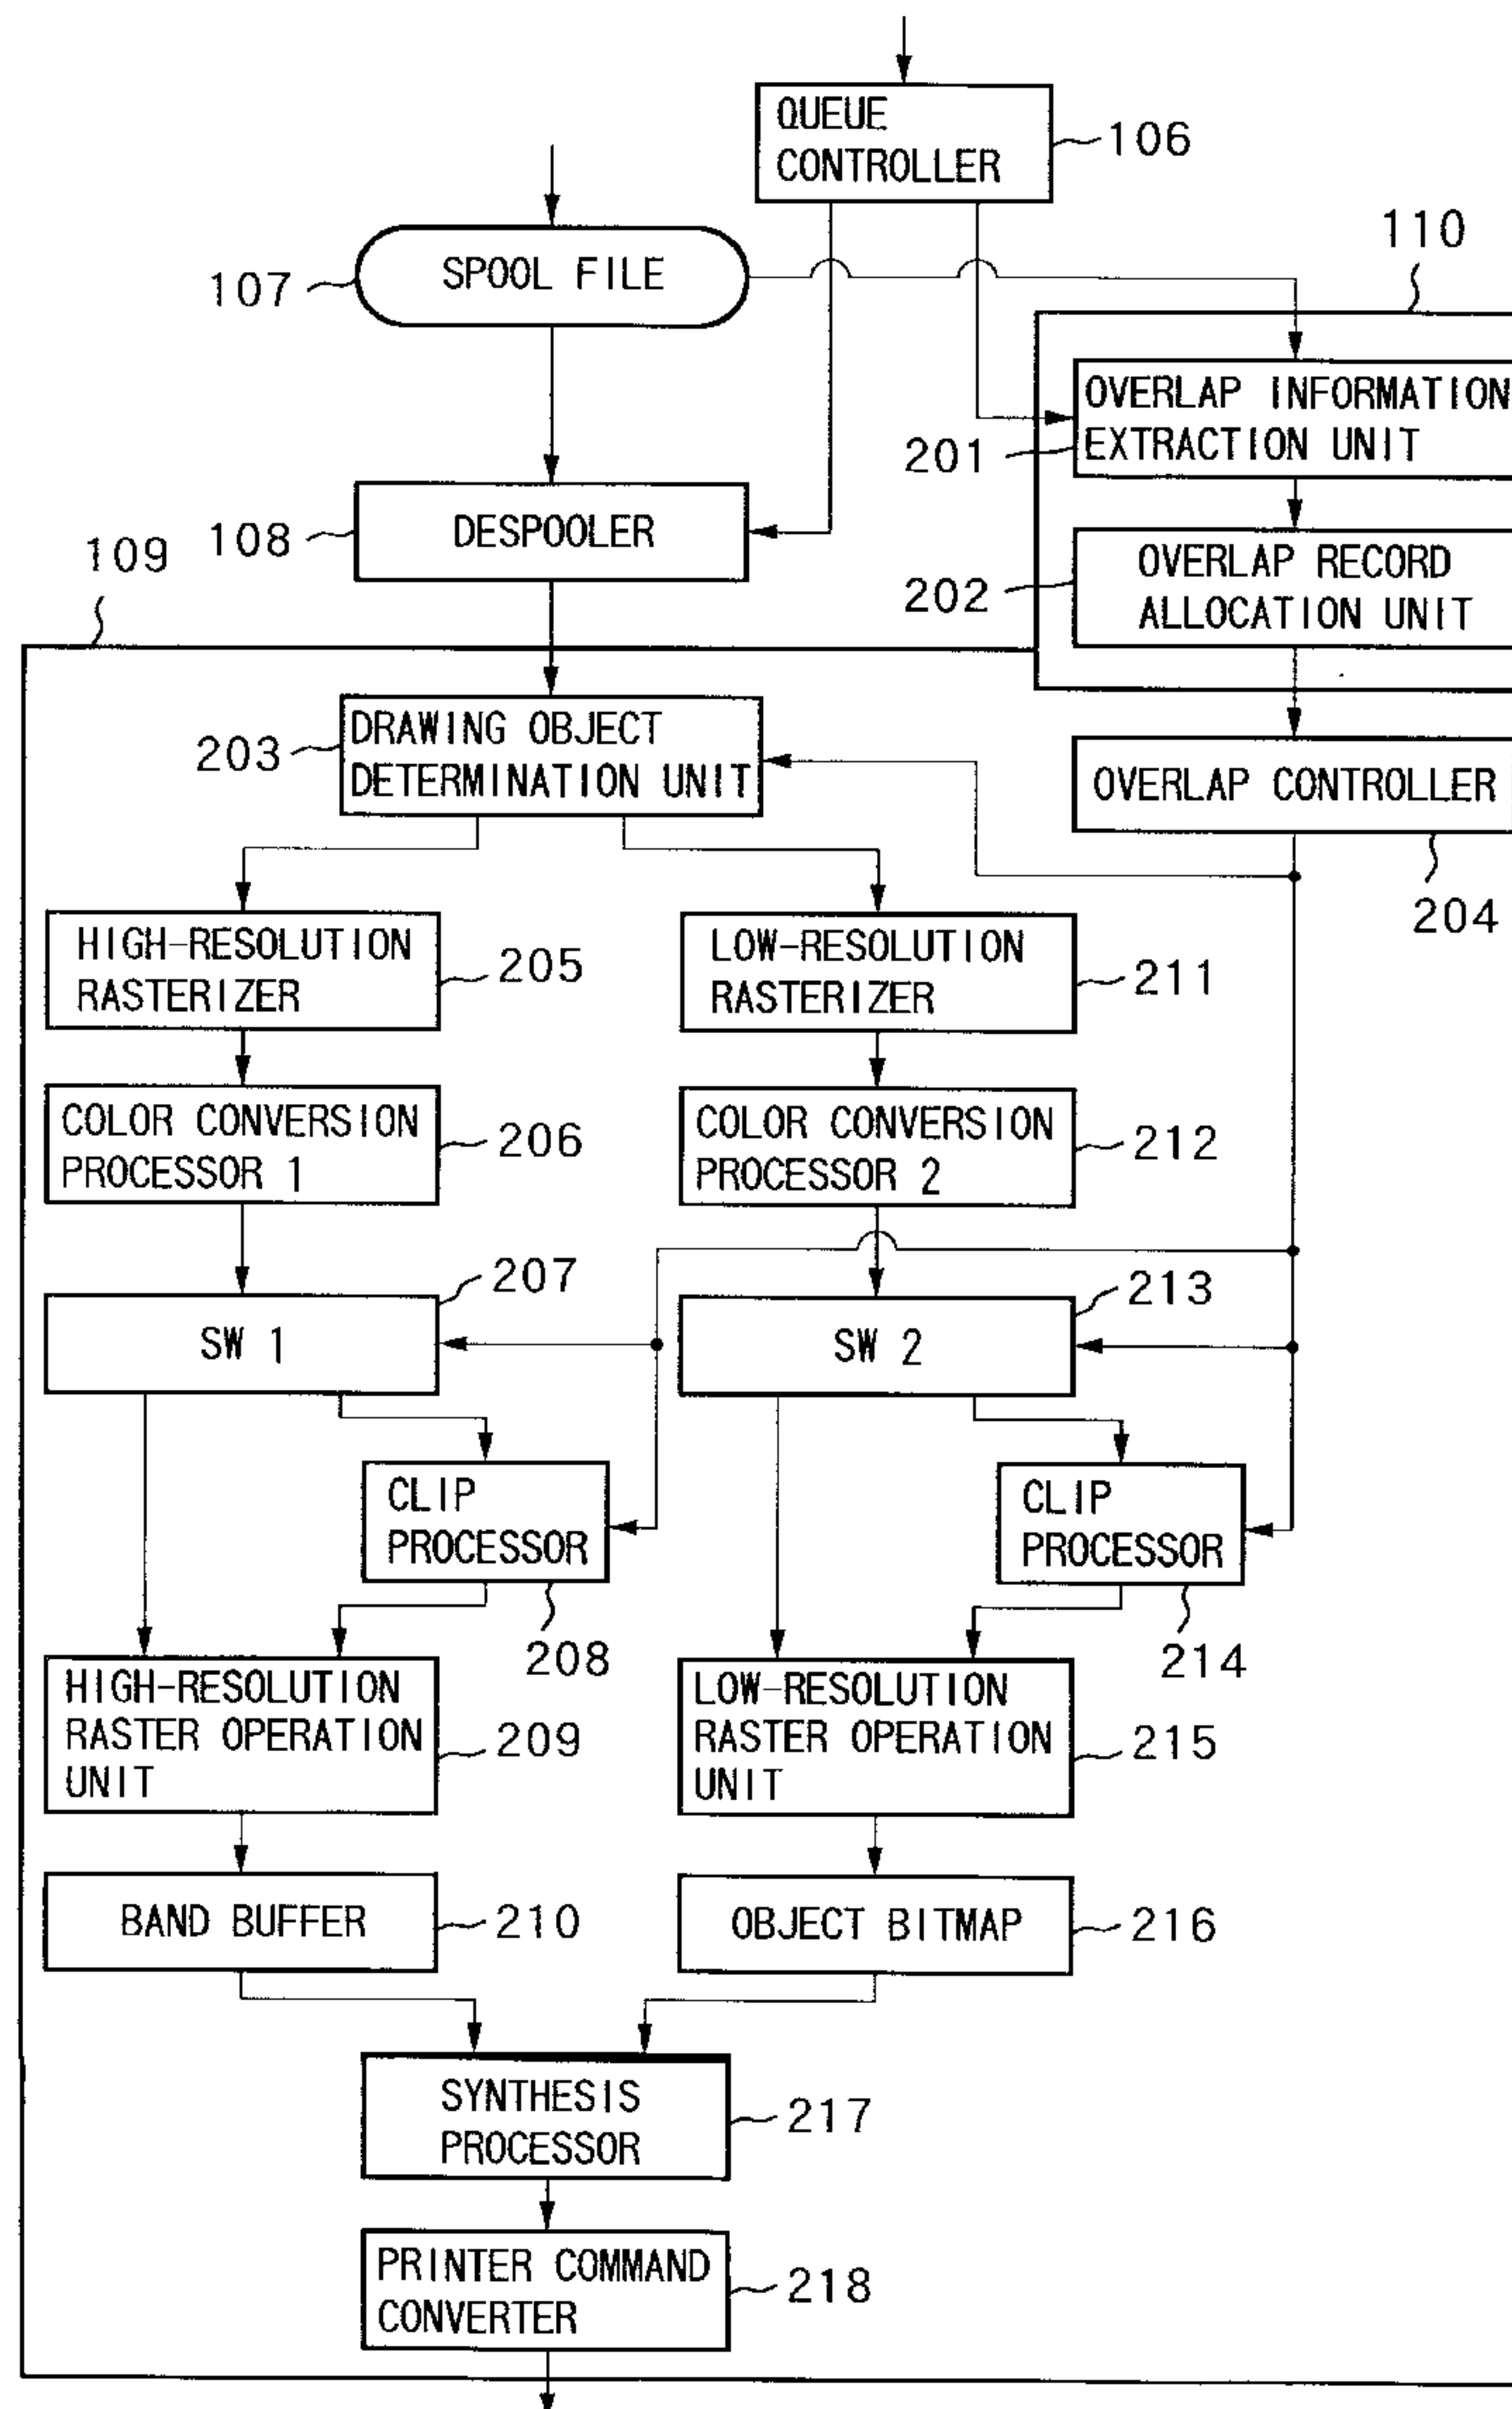 QUEUE
CONTROLLER
106
110
SPOOL FILE
107
OVERLAP INFORMATION
EXTRACTION UNIT
201
DESPOOLER
108
109
OVERLAP RECORD
ALLOCATION UNIT
202
DRAWING OBJECT
DETERMINATION UNIT
203
OVERLAP CONTROLLER
204
HIGH-RESOLUTION
RASTERIZER
205
LOW-RESOLUTION
RASTERIZER
211
COLOR CONVERSION
PROCESSOR 1
206
COLOR CONVERSION
PROCESSOR 2
212
207
213
SW 1
SW 2
CLIP
PROCESSOR
208
CLIP
PROCESSOR
214
HIGH-RESOLUTION
RASTER OPERATION
UNIT
209
LOW-RESOLUTION
RASTER OPERATION
UNIT
215
BAND BUFFER
210
OBJECT BITMAP
216
SYNTHESIS
PROCESSOR
217
PRINTER COMMAND
CONVERTER
218